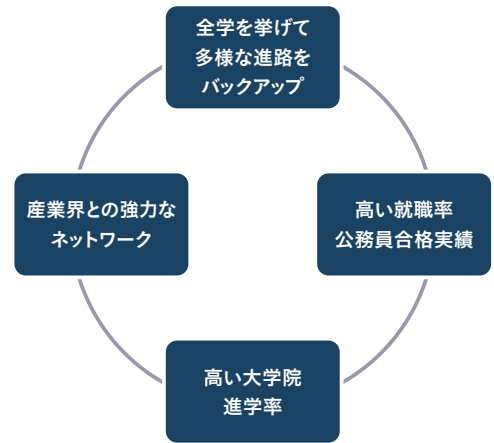 全学を挙げて
多様な進路を
バックアップ
産業界との強力な
ネットワーク
高い就職率
公務員合格実績
高い大学院
進学率